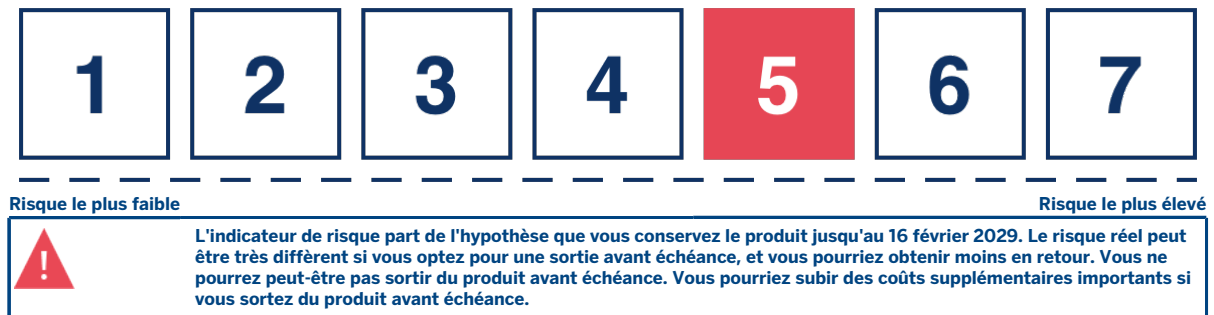 1 2 3 4 5 6 7
Risque le plus faible Risque le plus élevé
L'indicateur de risque part de l'hypothèse que vous conservez le produit jusqu'au 16 février 2029. Le risque réel peut
être très différent si vous optez pour une sortie avant échéance, et vous pourriez obtenir moins en retour. Vous ne
pourrez peut-être pas sortir du produit avant échéance. Vous pourriez subir des coûts supplémentaires importants si
vous sortez du produit avant échéance.